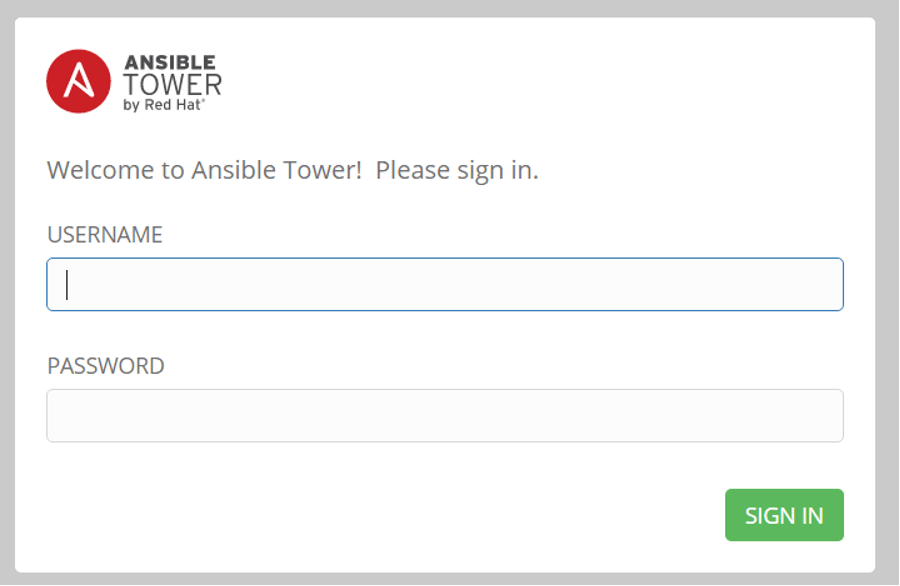 ANSIBLE
TOWER
by Red Hat®
Welcome to Ansible Tower!  Please sign in.
USERNAME
PASSWORD
SIGN IN